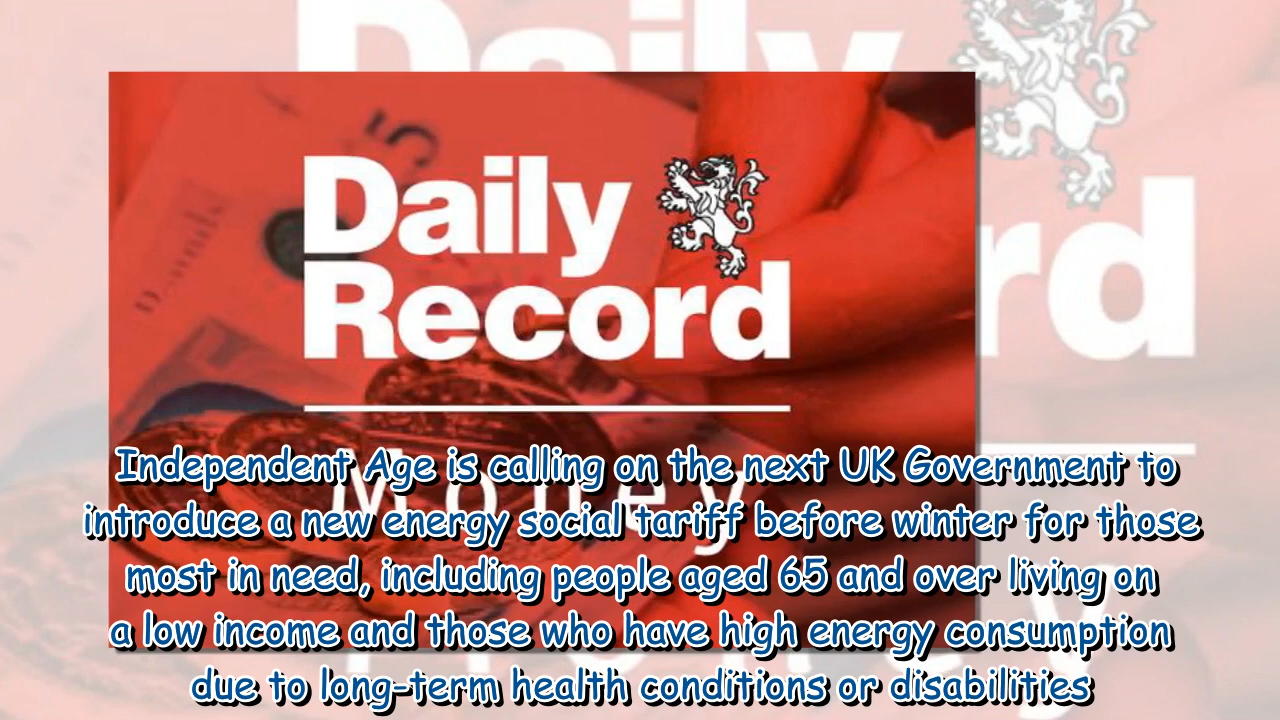 Daily
Record
Money
Independent Age is calling on the next UK Government to
introduce a new energy social tariff before winter for those
most in need, including people aged 65 and over living on
a low income and those who have high energy consumption
due to long-term health conditions or disabilities